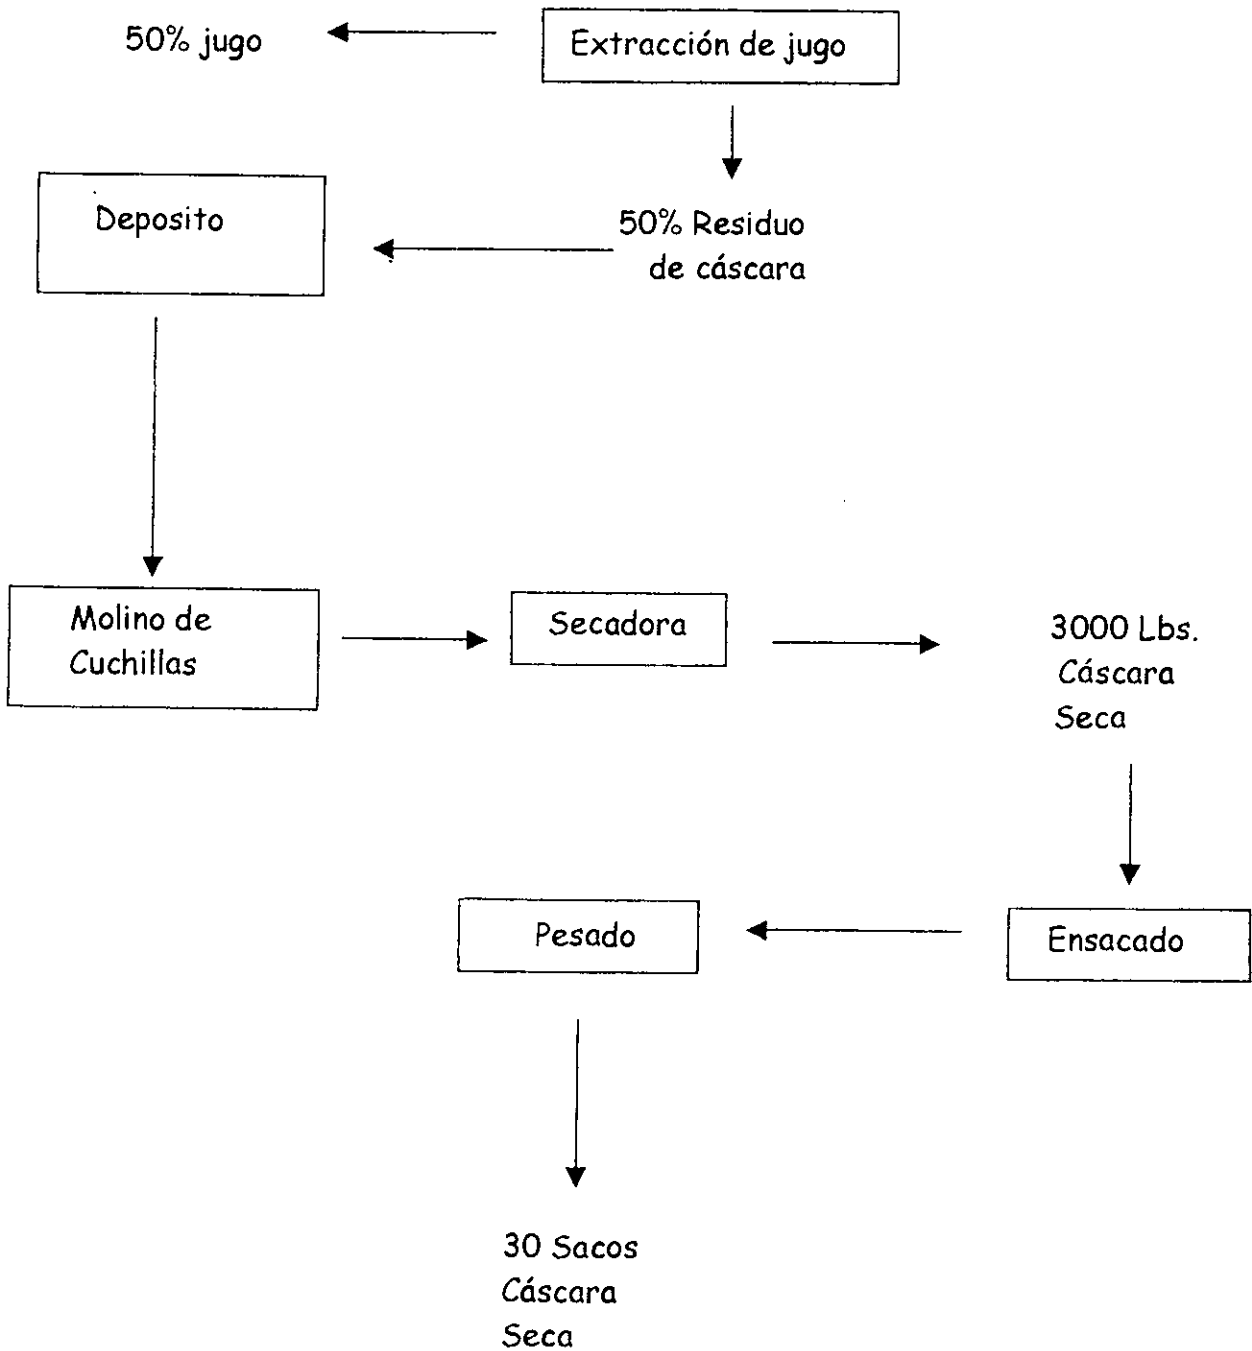 50% jugo
Extracción de jugo
Deposito
50% Residuo
de cáscara
Molino de
Cuchillas
Secadora
3000 Lbs.
Cáscara
Seca
Pesado
Ensacado
30 Sacos
Cáscara
Seca